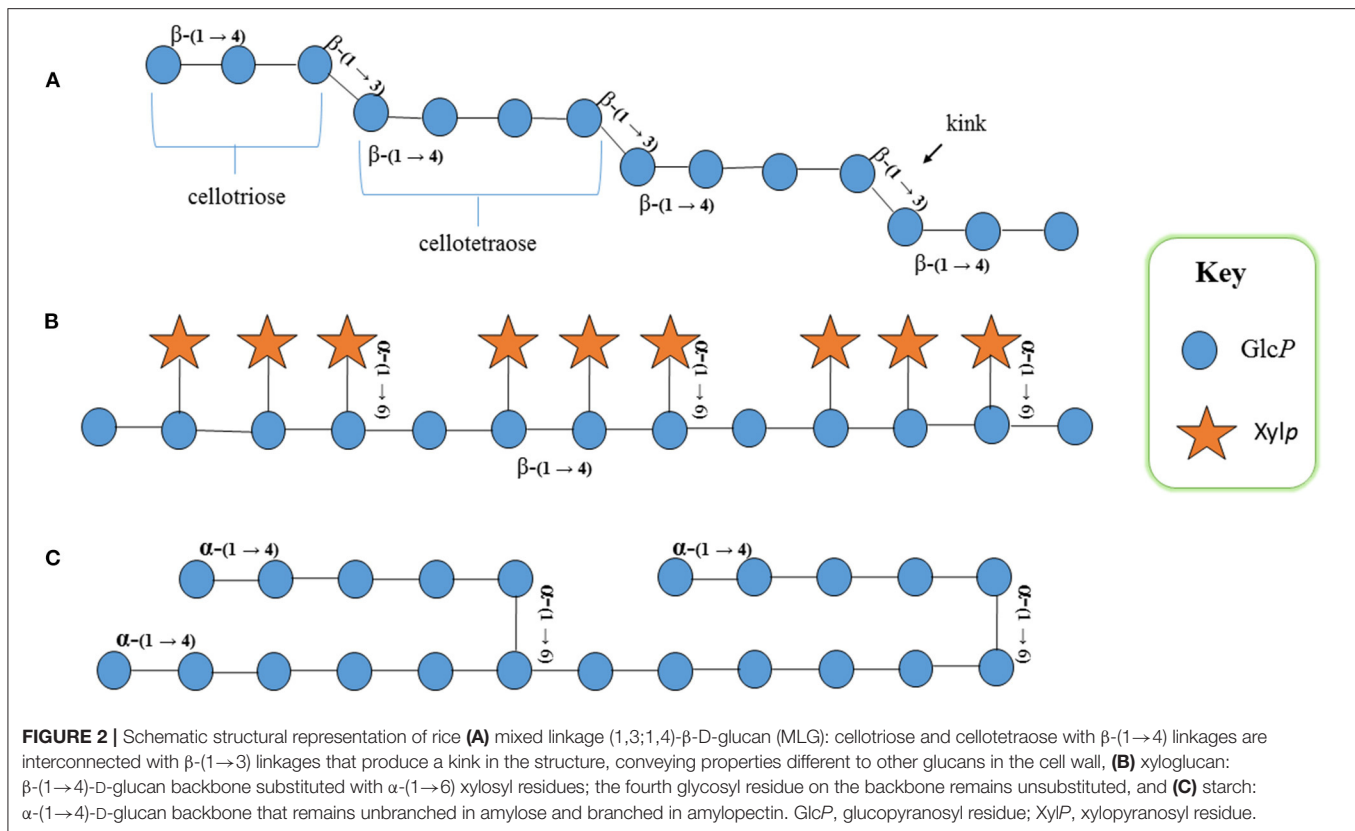 A
β-(1 → 4)
β-(1 → 3)
β-(1 → 4)
β-(1 → 3)
β-(1 → 4)
β-(1 → 3)
β-(1 → 4)
kink
cellotriose
cellotetraose
B
α-(1 → 6)
α-(1 → 6)
α-(1 → 6)
β-(1 → 4)
Key
GlcP
Xylp
C
α-(1 → 4)
α-(1 → 4)
α-(1 → 6)
α-(1 → 6)
α-(1 → 4)
FIGURE 2 | Schematic structural representation of rice (A) mixed linkage (1,3;1,4)-β-D-glucan (MLG): cellotriose and cellotetraose with β-(1→4) linkages are
interconnected with β-(1→3) linkages that produce a kink in the structure, conveying properties different to other glucans in the cell wall, (B) xyloglucan:
β-(1→4)-D-glucan backbone substituted with α-(1→6) xylosyl residues; the fourth glycosyl residue on the backbone remains unsubstituted, and (C) starch:
α-(1→4)-D-glucan backbone that remains unbranched in amylose and branched in amylopectin. GlcP, glucopyranosyl residue; XylP, xylopyranosyl residue.